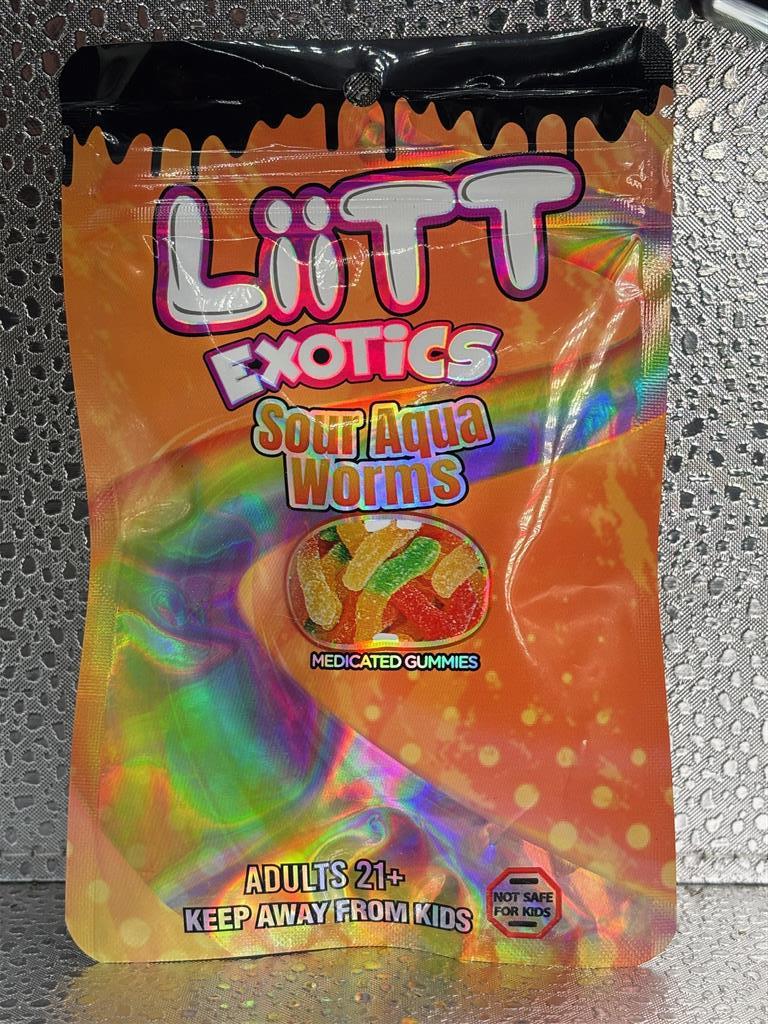 LiiTT
EXOTiCS
Sour Aqua
Worms
MEDICATED GUMMIES
ADULTS 21+
KEEP AWAY FROM KIDS
NOT SAFE
FOR KIDS